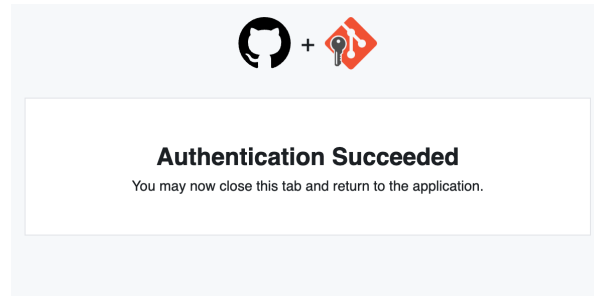 +
Authentication Succeeded
You may now close this tab and return to the application.